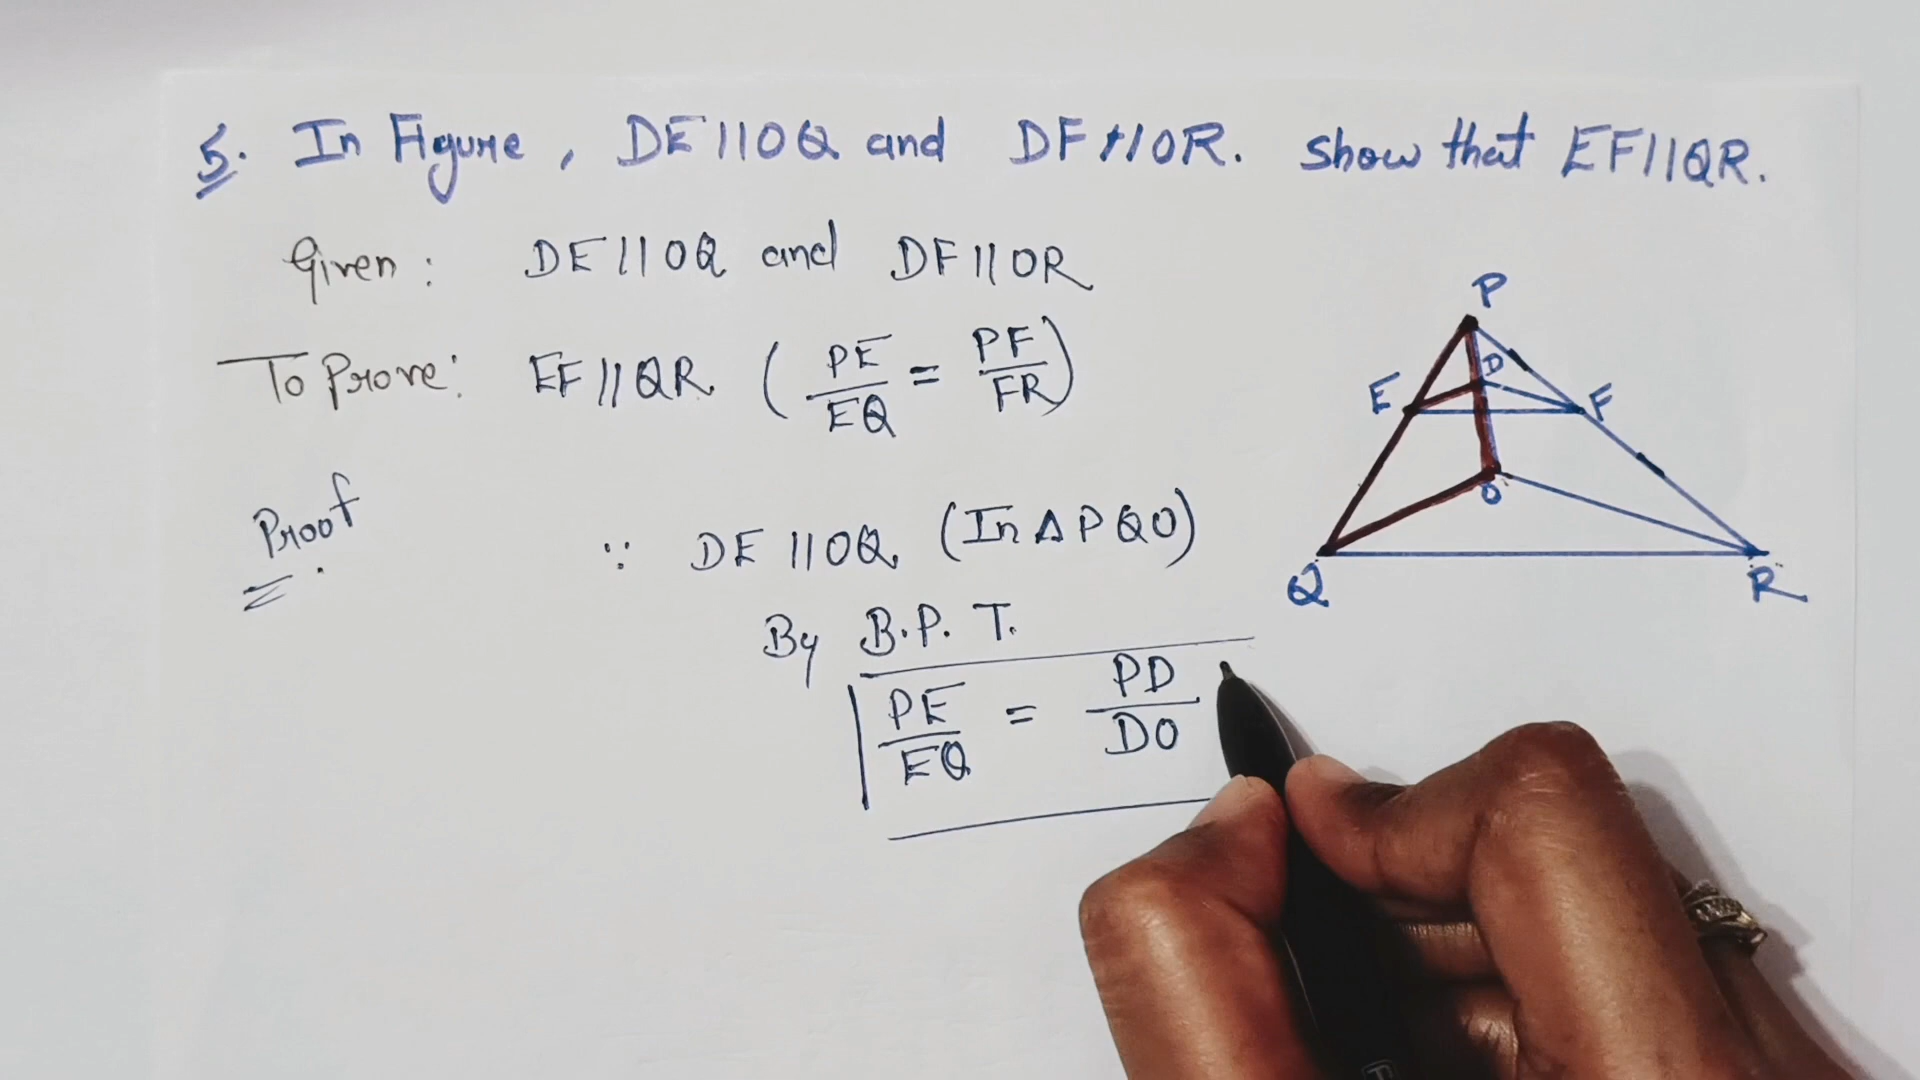 5. In Figure, DE||OQ and DF||OR. show that EF||QR.
Given: DE||OQ and DF||OR
To Prove: EF||QR (PE/EQ = PF/FR)
Proof
∵ DE||OQ (In Δ PQO)
By B.P.T.
PE/EQ = PD/DO
P
D
E
F
O
Q
R